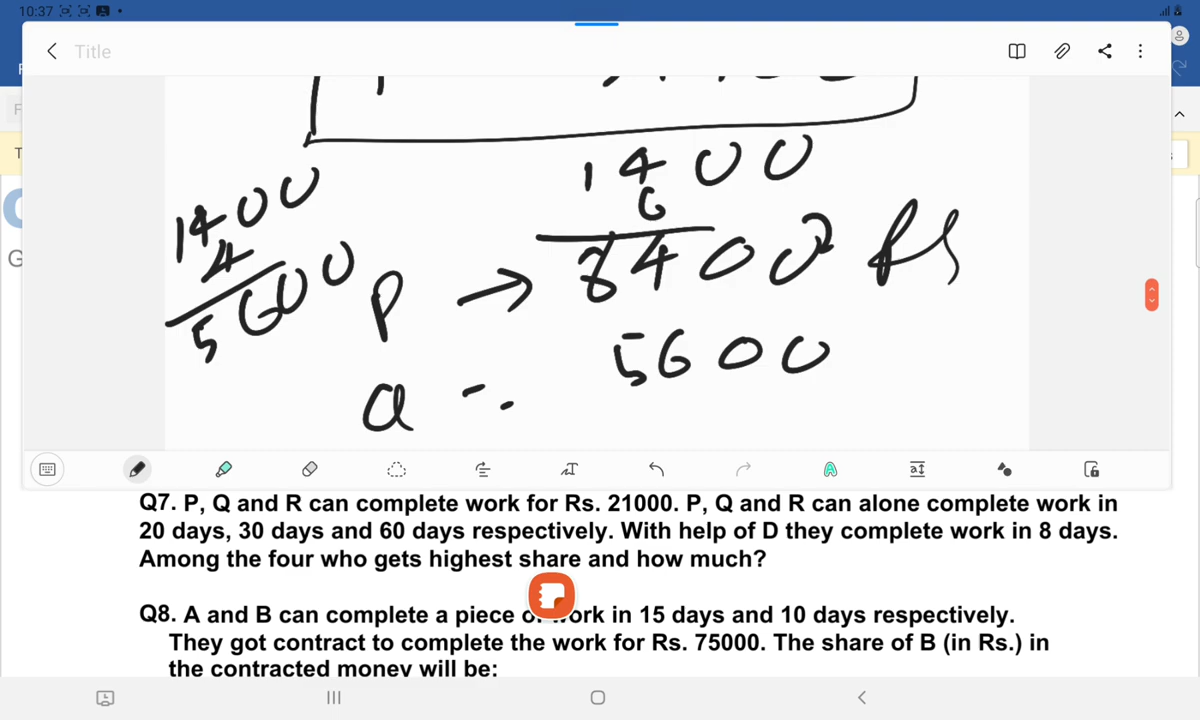 10:37
Title
1400
6
8400 Rs
1400
4
5600
P → 
a -.
5600
Q7. P, Q and R can complete work for Rs. 21000. P, Q and R can alone complete work in
20 days, 30 days and 60 days respectively. With help of D they complete work in 8 days.
Among the four who gets highest share and how much?
Q8. A and B can complete a piece of work in 15 days and 10 days respectively.
They got contract to complete the work for Rs. 75000. The share of B (in Rs.) in
the contracted money will be: